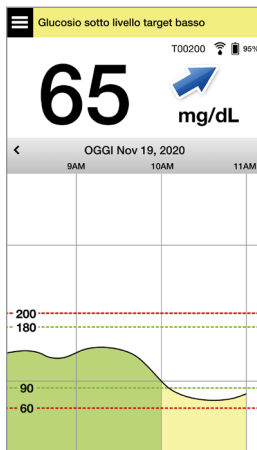 Glucosio sotto livello target basso
T00200 95%
65
mg/dL
OGGI Nov 19, 2020
9AM 10AM 11AM
200
180
90
60